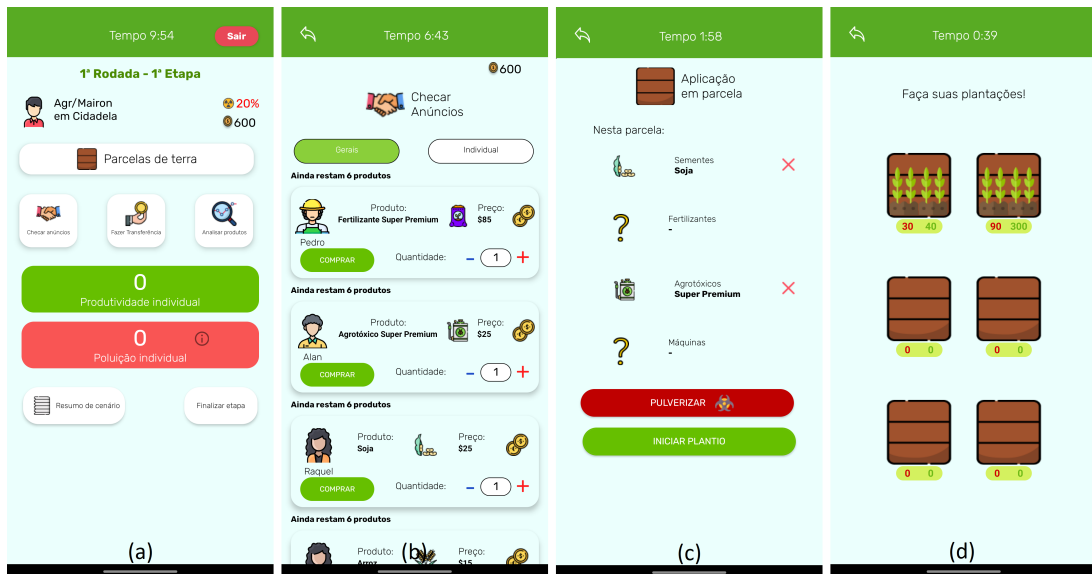 Tempo 9:54
Sair
1ª Rodada - 1ª Etapa
Agr/Mairon
em Cidadela
20%
600
Parcelas de terra
Checar anúncios
Fazer Transferência
Analisar produtos
0
Produtividade individual
0
Poluição individual
Resumo de cenário
Finalizar etapa
(a)
Tempo 6:43
600
Checar
Anúncios
Gerais
Individual
Ainda restam 6 produtos
Produto:
Fertilizante Super Premium
Preço:
$85
Pedro
COMPRAR
Quantidade:
- 1 +
Ainda restam 6 produtos
Produto:
Agrotóxico Super Premium
Preço:
$25
Alan
COMPRAR
Quantidade:
- 1 +
Ainda restam 6 produtos
Produto:
Soja
Preço:
$25
Raquel
COMPRAR
Quantidade:
- 1 +
Ainda restam 6 produtos
Produto:
Arroz
Preço:
$15
(b)
Tempo 1:58
Aplicação
em parcela
Nesta parcela:
Sementes
Soja
Fertilizantes
-
Agrotóxicos
Super Premium
Máquinas
-
PULVERIZAR
INICIAR PLANTIO
(c)
Tempo 0:39
Faça suas plantações!
30 40
90 300
0 0
0 0
0 0
0 0
(d)